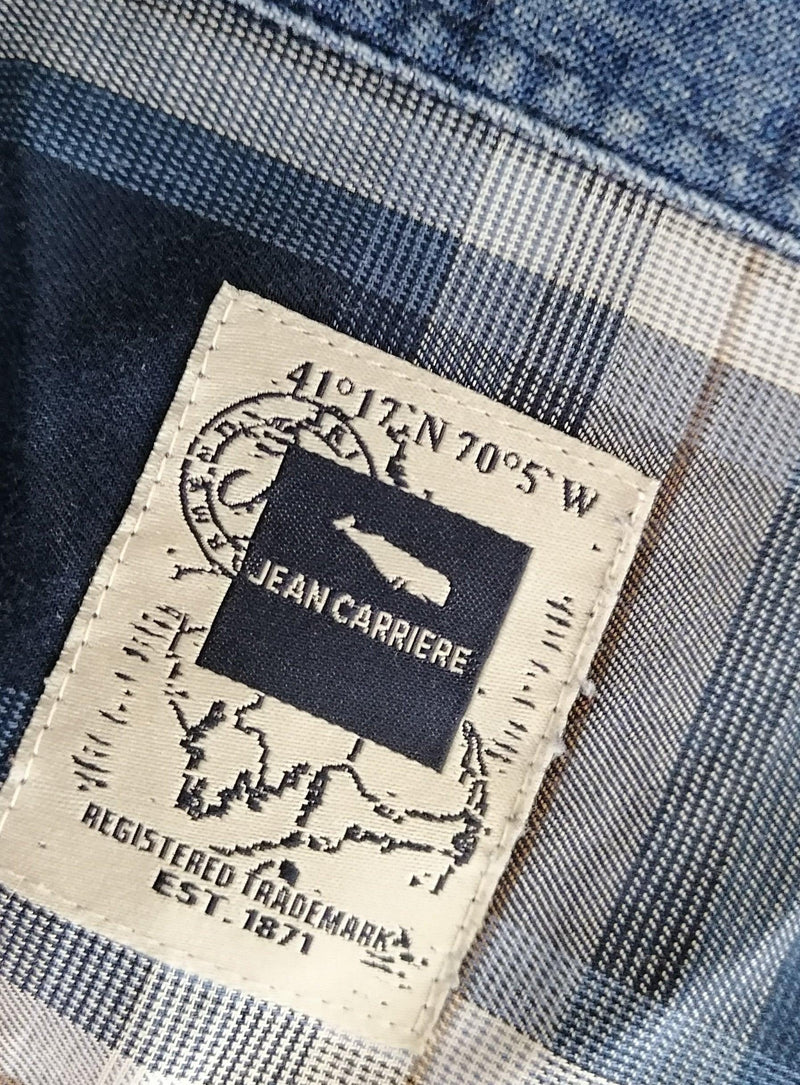 41°17'N 70°5'W
JEAN CARRIERE
REGISTERED TRADEMARK
EST. 1871